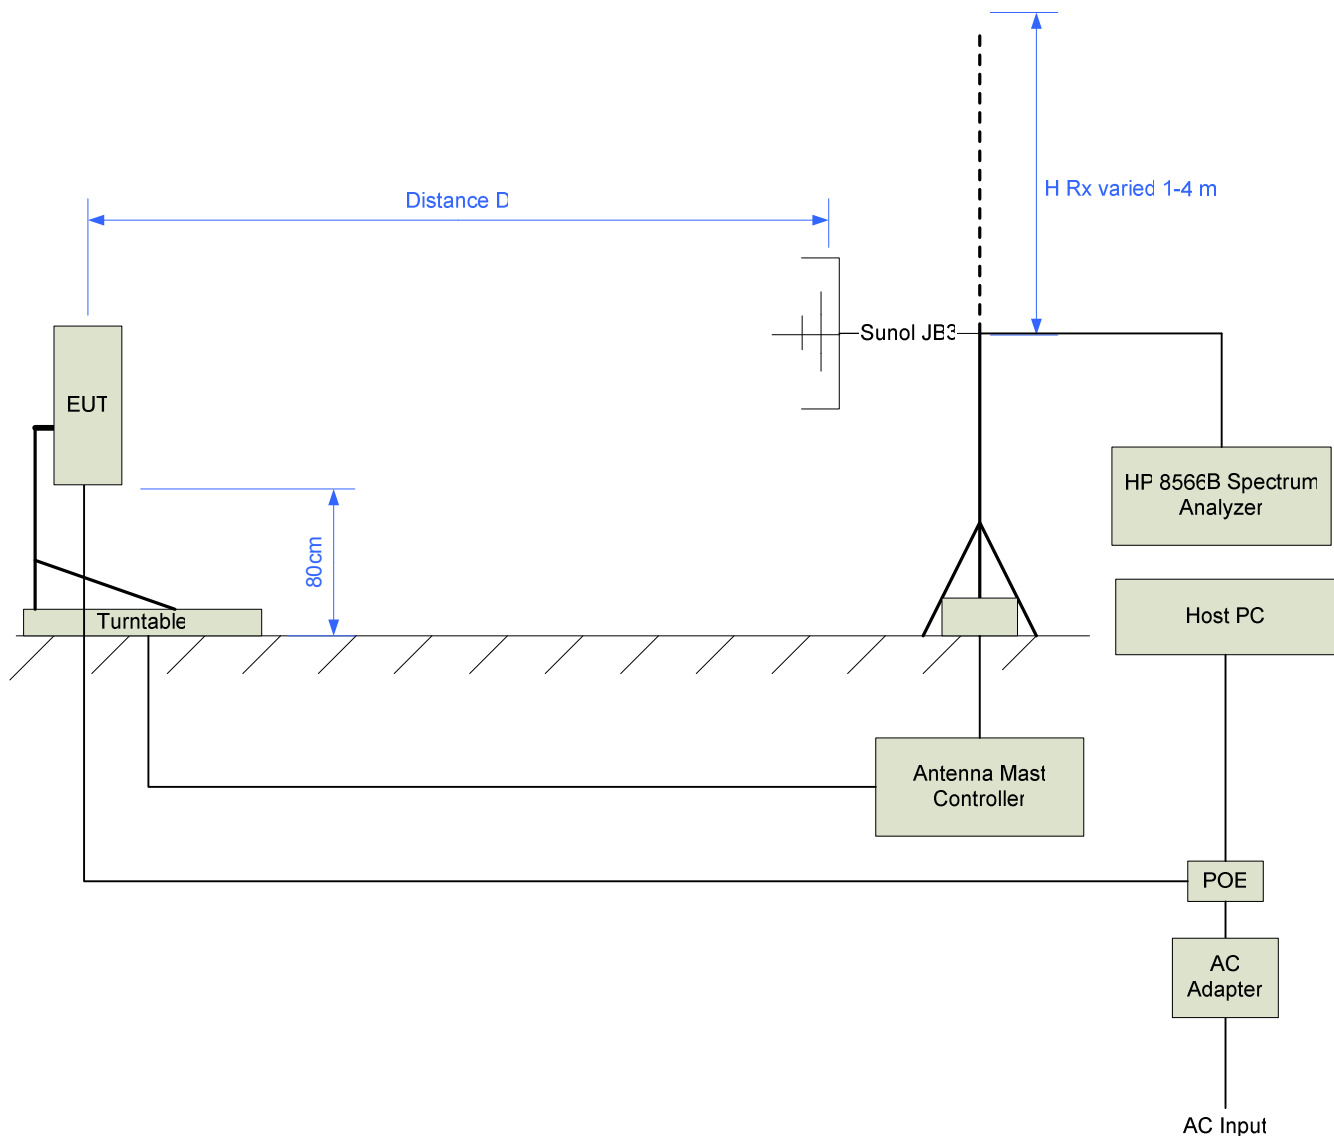 H Rx varied 1-4 m
Distance D
Sunol JB3
EUT
HP 8566B Spectrum
Analyzer
80cm
Turntable
Host PC
Antenna Mast
Controller
POE
AC
Adapter
AC Input